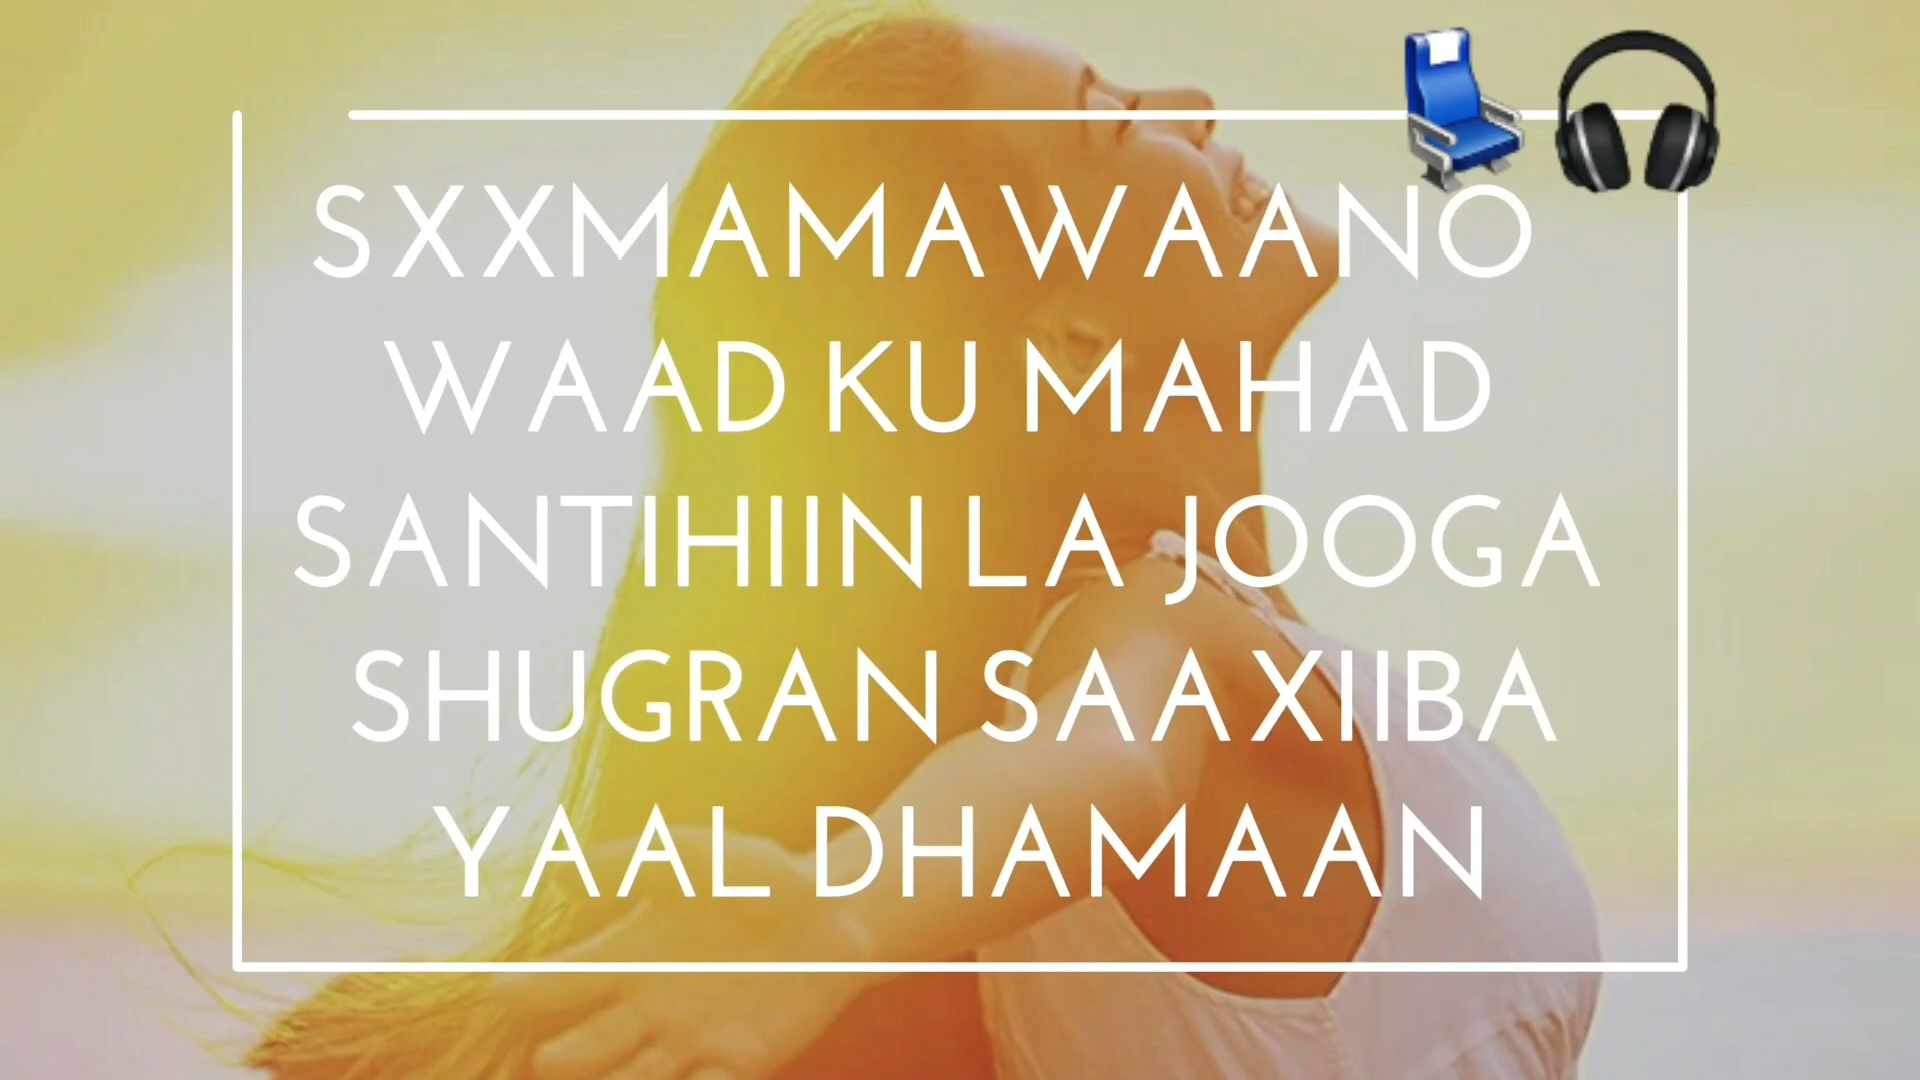 SXXMAMAWAANO
WAAD KU MAHAD
SANTIHIIN LA JOOGA
SHUGRAN SAAXIIBA
YAAL DHAMAAN